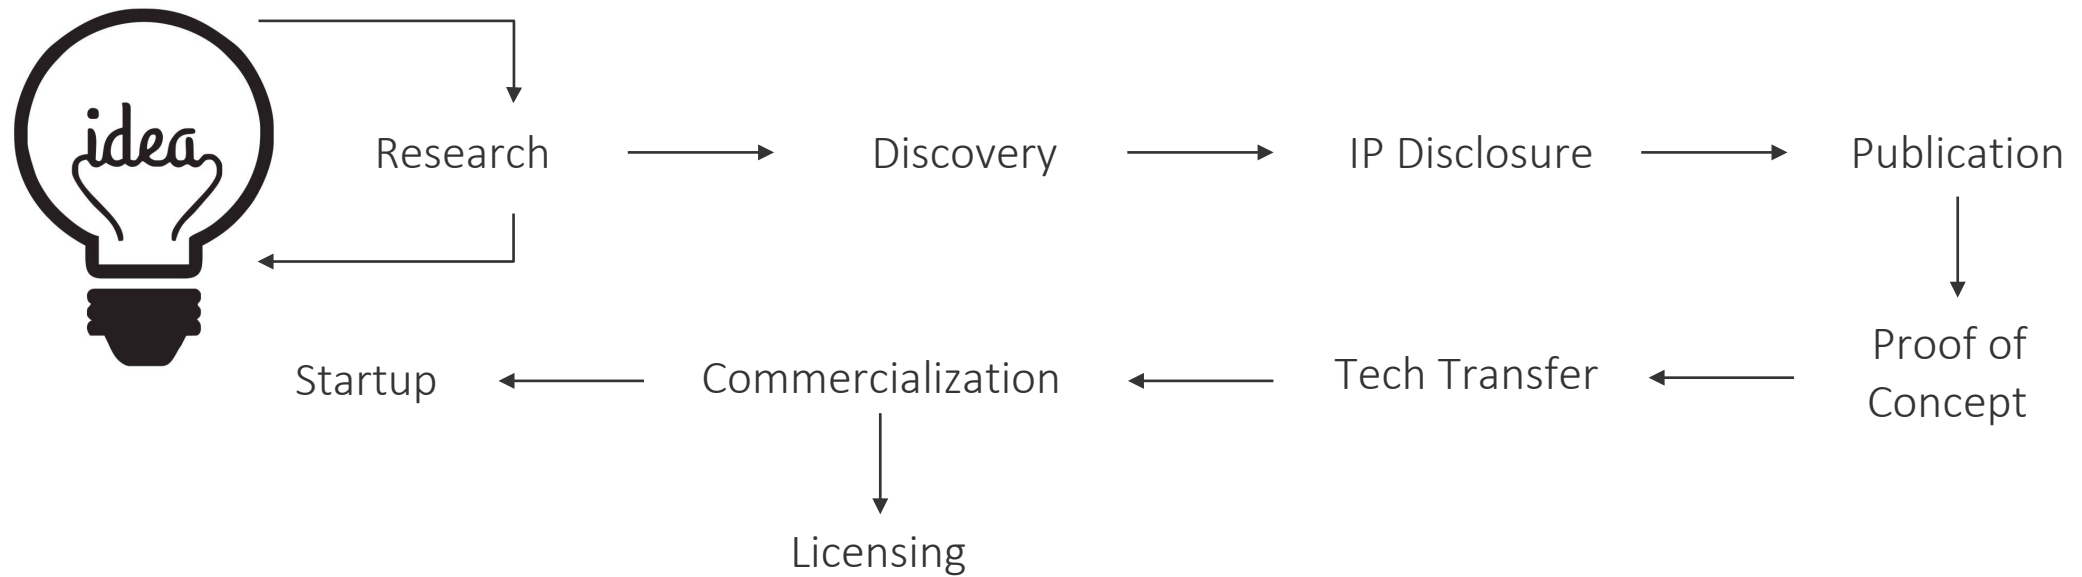 idea
Research
Discovery
IP Disclosure
Publication
Proof of
Concept
Tech Transfer
Commercialization
Startup
Licensing